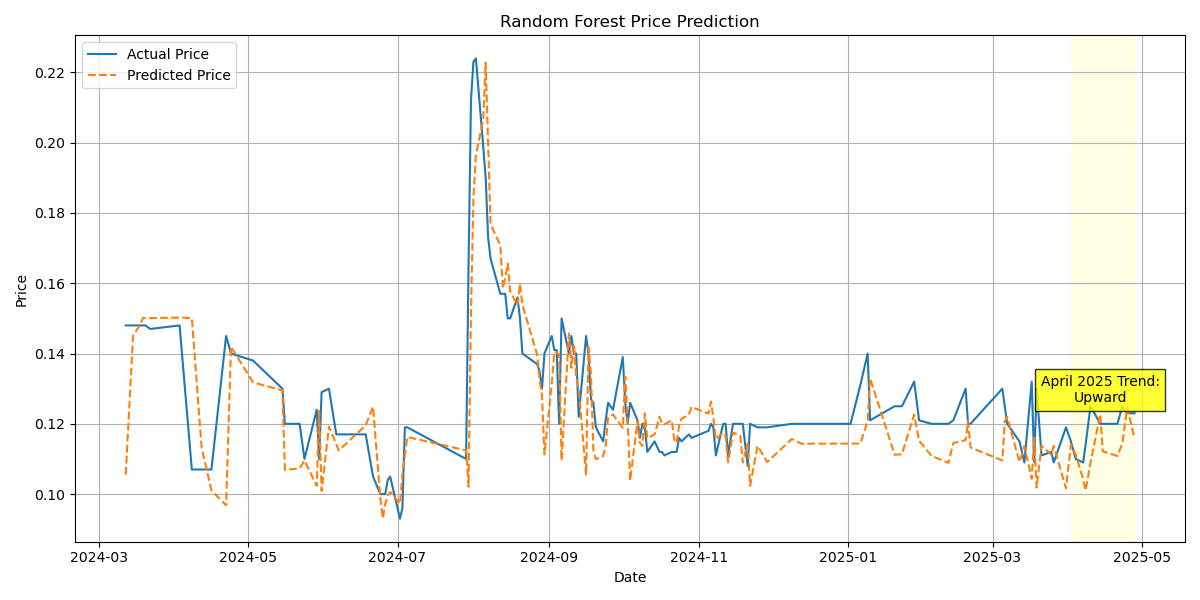 Random Forest Price Prediction
Actual Price
Predicted Price
Price
0.22
0.20
0.18
0.16
0.14
0.12
0.10
April 2025 Trend:
Upward
2024-03 2024-05 2024-07 2024-09 2024-11 2025-01 2025-03 2025-05
Date